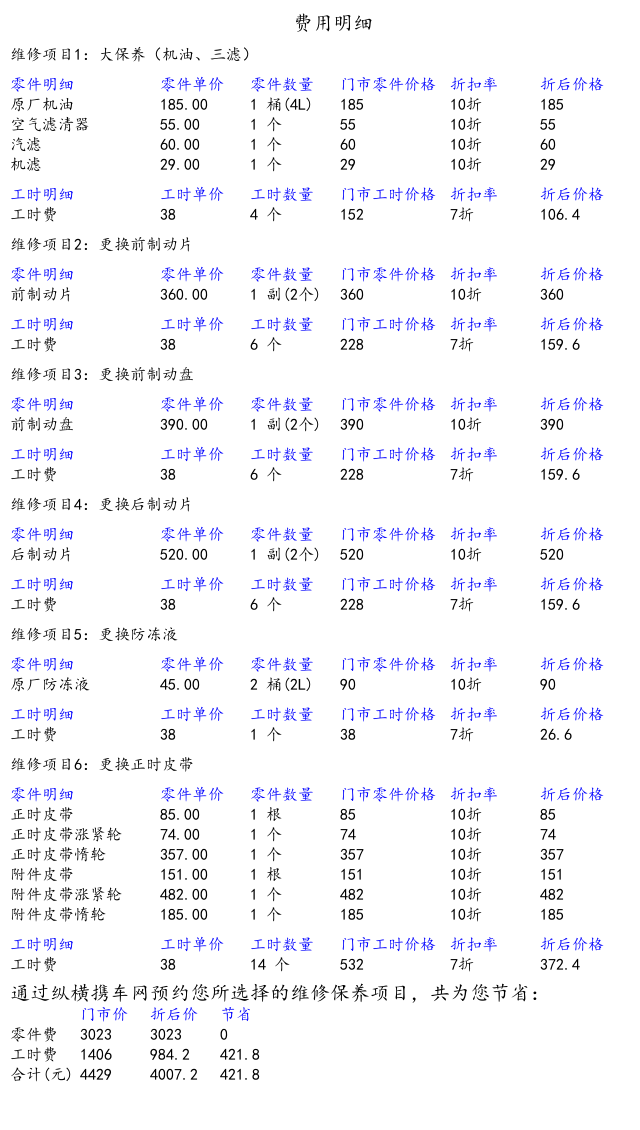 费用明细
维修项目1: 大保养（机油、三滤）
零件明细 零件单价 零件数量 门市零件价格 折扣率 折后价格
原厂机油 185.00 1 桶(4L) 185 10折 185
空气滤清器 55.00 1 个 55 10折 55
汽滤 60.00 1 个 60 10折 60
机滤 29.00 1 个 29 10折 29
工时明细 工时单价 工时数量 门市工时价格 折扣率 折后价格
工时费 38 4 个 152 7折 106.4
维修项目2: 更换前制动片
零件明细 零件单价 零件数量 门市零件价格 折扣率 折后价格
前制动片 360.00 1 副(2个) 360 10折 360
工时明细 工时单价 工时数量 门市工时价格 折扣率 折后价格
工时费 38 6 个 228 7折 159.6
维修项目3: 更换前制动盘
零件明细 零件单价 零件数量 门市零件价格 折扣率 折后价格
前制动盘 390.00 1 副(2个) 390 10折 390
工时明细 工时单价 工时数量 门市工时价格 折扣率 折后价格
工时费 38 6 个 228 7折 159.6
维修项目4: 更换后制动片
零件明细 零件单价 零件数量 门市零件价格 折扣率 折后价格
后制动片 520.00 1 副(2个) 520 10折 520
工时明细 工时单价 工时数量 门市工时价格 折扣率 折后价格
工时费 38 6 个 228 7折 159.6
维修项目5: 更换防冻液
零件明细 零件单价 零件数量 门市零件价格 折扣率 折后价格
原厂防冻液 45.00 2 桶(2L) 90 10折 90
工时明细 工时单价 工时数量 门市工时价格 折扣率 折后价格
工时费 38 1 个 38 7折 26.6
维修项目6: 更换正时皮带
零件明细 零件单价 零件数量 门市零件价格 折扣率 折后价格
正时皮带 85.00 1 根 85 10折 85
正时皮带涨紧轮 74.00 1 个 74 10折 74
正时皮带惰轮 357.00 1 个 357 10折 357
附件皮带 151.00 1 根 151 10折 151
附件皮带涨紧轮 482.00 1 个 482 10折 482
附件皮带惰轮 185.00 1 个 185 10折 185
工时明细 工时单价 工时数量 门市工时价格 折扣率 折后价格
工时费 38 14 个 532 7折 372.4
通过纵横携车网预约您所选择的维修保养项目, 共为您节省:
门市价 折后价 节省
零件费 3023 3023 0
工时费 1406 984.2 421.8
合计(元) 4429 4007.2 421.8